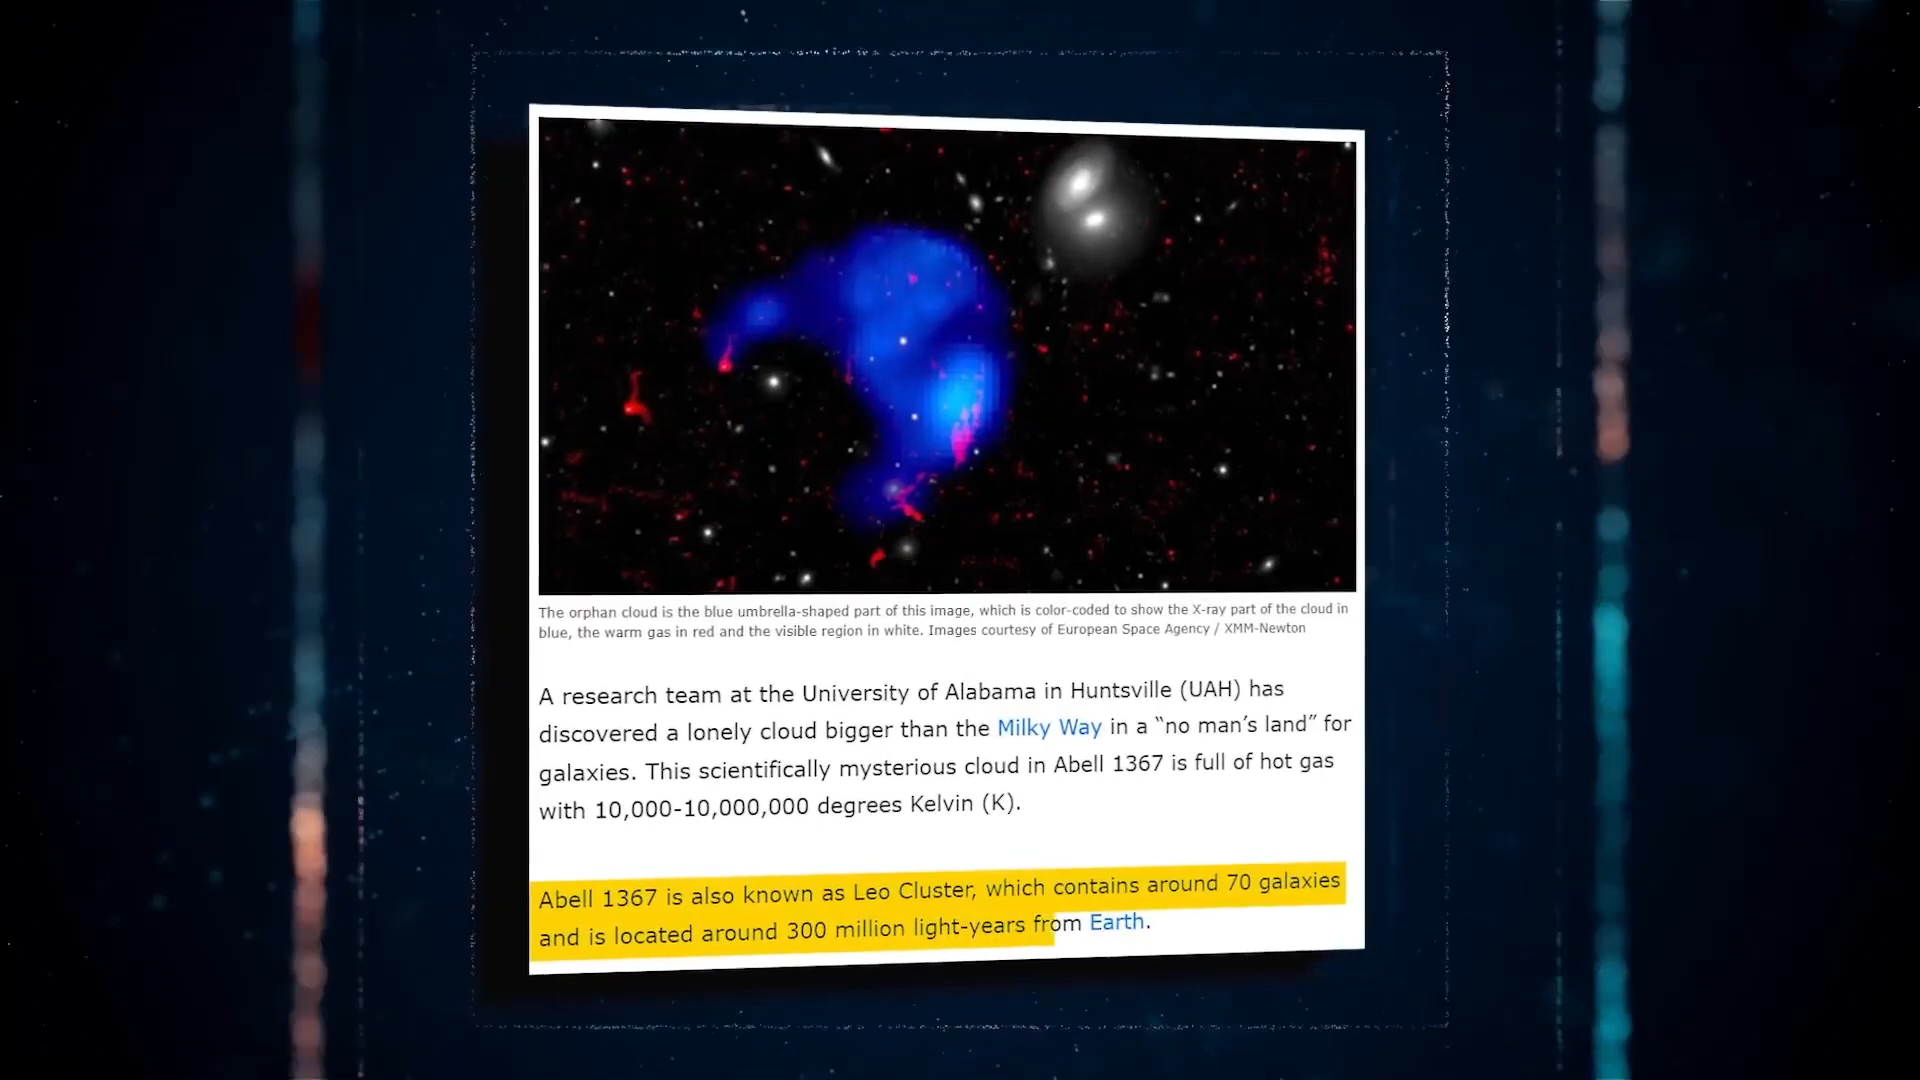 The orphan cloud is the blue umbrella-shaped part of this image, which is color-coded to show the X-ray part of the cloud in
blue, the warm gas in red and the visible region in white. Images courtesy of European Space Agency / XMM-Newton
A research team at the University of Alabama in Huntsville (UAH) has
discovered a lonely cloud bigger than the Milky Way in a “no man’s land” for
galaxies. This scientifically mysterious cloud in Abell 1367 is full of hot gas
with 10,000-10,000,000 degrees Kelvin (K).
Abell 1367 is also known as Leo Cluster, which contains around 70 galaxies
and is located around 300 million light-years from Earth.